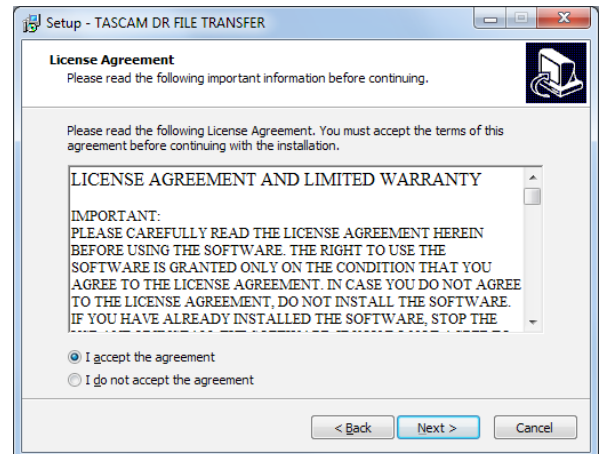 Setup - TASCAM DR FILE TRANSFER
License Agreement
Please read the following important information before continuing.
Please read the following License Agreement. You must accept the terms of this
agreement before continuing with the installation.
LICENSE AGREEMENT AND LIMITED WARRANTY
IMPORTANT:
PLEASE CAREFULLY READ THE LICENSE AGREEMENT HEREIN
BEFORE USING THE SOFTWARE. THE RIGHT TO USE THE
SOFTWARE IS GRANTED ONLY ON THE CONDITION THAT YOU
AGREE TO THE LICENSE AGREEMENT. IN CASE YOU DO NOT AGREE
TO THE LICENSE AGREEMENT, DO NOT INSTALL THE SOFTWARE.
IF YOU HAVE ALREADY INSTALLED THE SOFTWARE, STOP THE
I accept the agreement
I do not accept the agreement
< Back
Next >
Cancel